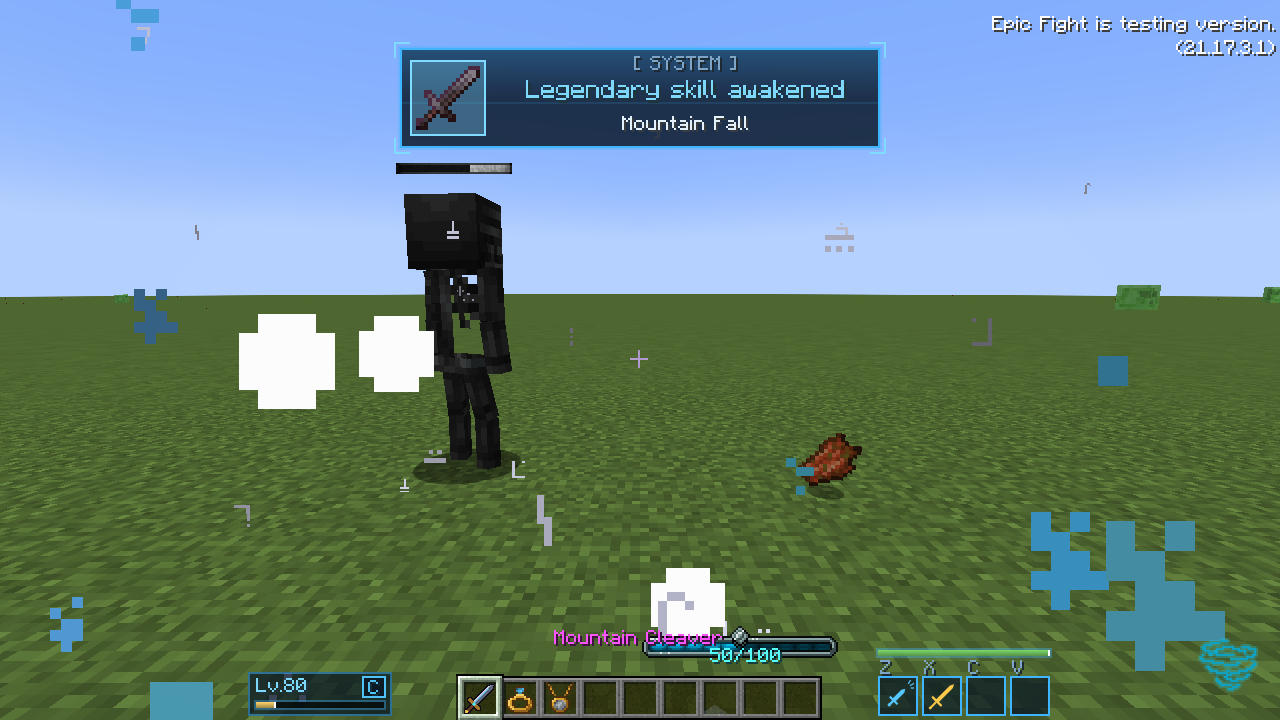 Epic Fight is testing version.
(21.17.3.1)
[ SYSTEM ]
Legendary skill awakened
Mountain Fall
Mountain Cleaver
50/100
Z X C V
Lv.80
C